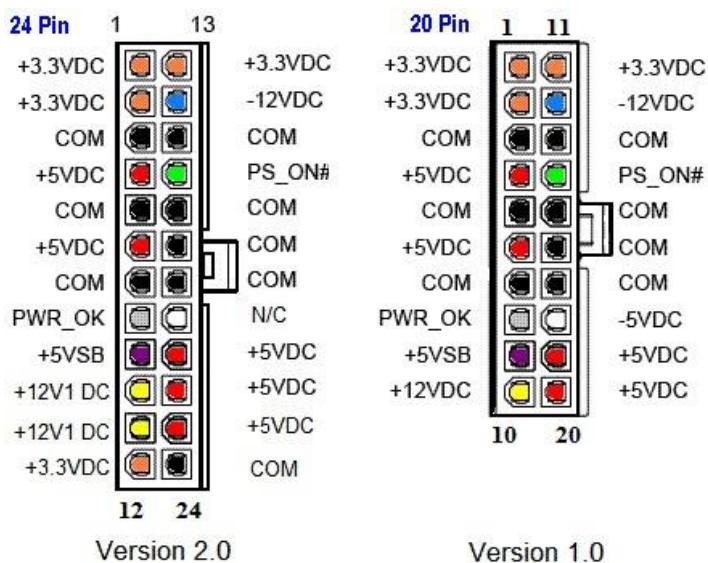 24 Pin
1 13
+3.3VDC +3.3VDC
+3.3VDC -12VDC
COM COM
+5VDC PS_ON#
COM COM
+5VDC COM
COM COM
PWR_OK N/C
+5VSB +5VDC
+12V1 DC +5VDC
+12V1 DC +5VDC
+3.3VDC COM
12 24
Version 2.0
20 Pin
1 11
+3.3VDC +3.3VDC
+3.3VDC -12VDC
COM COM
+5VDC PS_ON#
COM COM
+5VDC COM
COM COM
PWR_OK -5VDC
+5VSB +5VDC
+12VDC +5VDC
10 20
Version 1.0